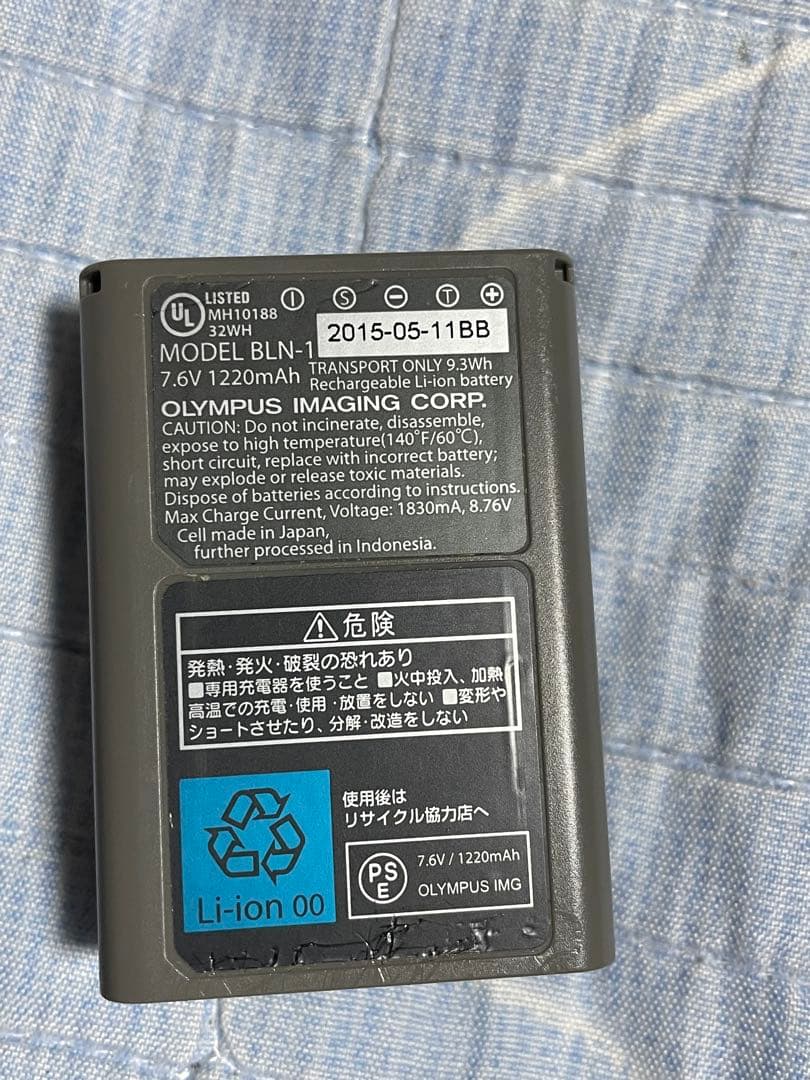 UL LISTED I S − T +
MH10188
32WH
2015-05-11BB
MODEL BLN-1
TRANSPORT ONLY 9.3Wh
7.6V 1220mAh Rechargeable Li-ion battery
OLYMPUS IMAGING CORP.
CAUTION: Do not incinerate, disassemble,
expose to high temperature(140°F/60℃),
short circuit, replace with incorrect battery;
may explode or release toxic materials.
Dispose of batteries according to instructions.
Max Charge Current, Voltage: 1830mA, 8.76V
Cell made in Japan,
further processed in Indonesia.
⚠危険
発熱・発火・破裂の恐れあり
■専用充電器を使うこと ■火中投入、加熱
高温での充電・使用・放置をしない ■変形や
ショートさせたり、分解・改造をしない
使用後は
リサイクル協力店へ
Li-ion 00
PS
E
7.6V / 1220mAh
OLYMPUS IMG